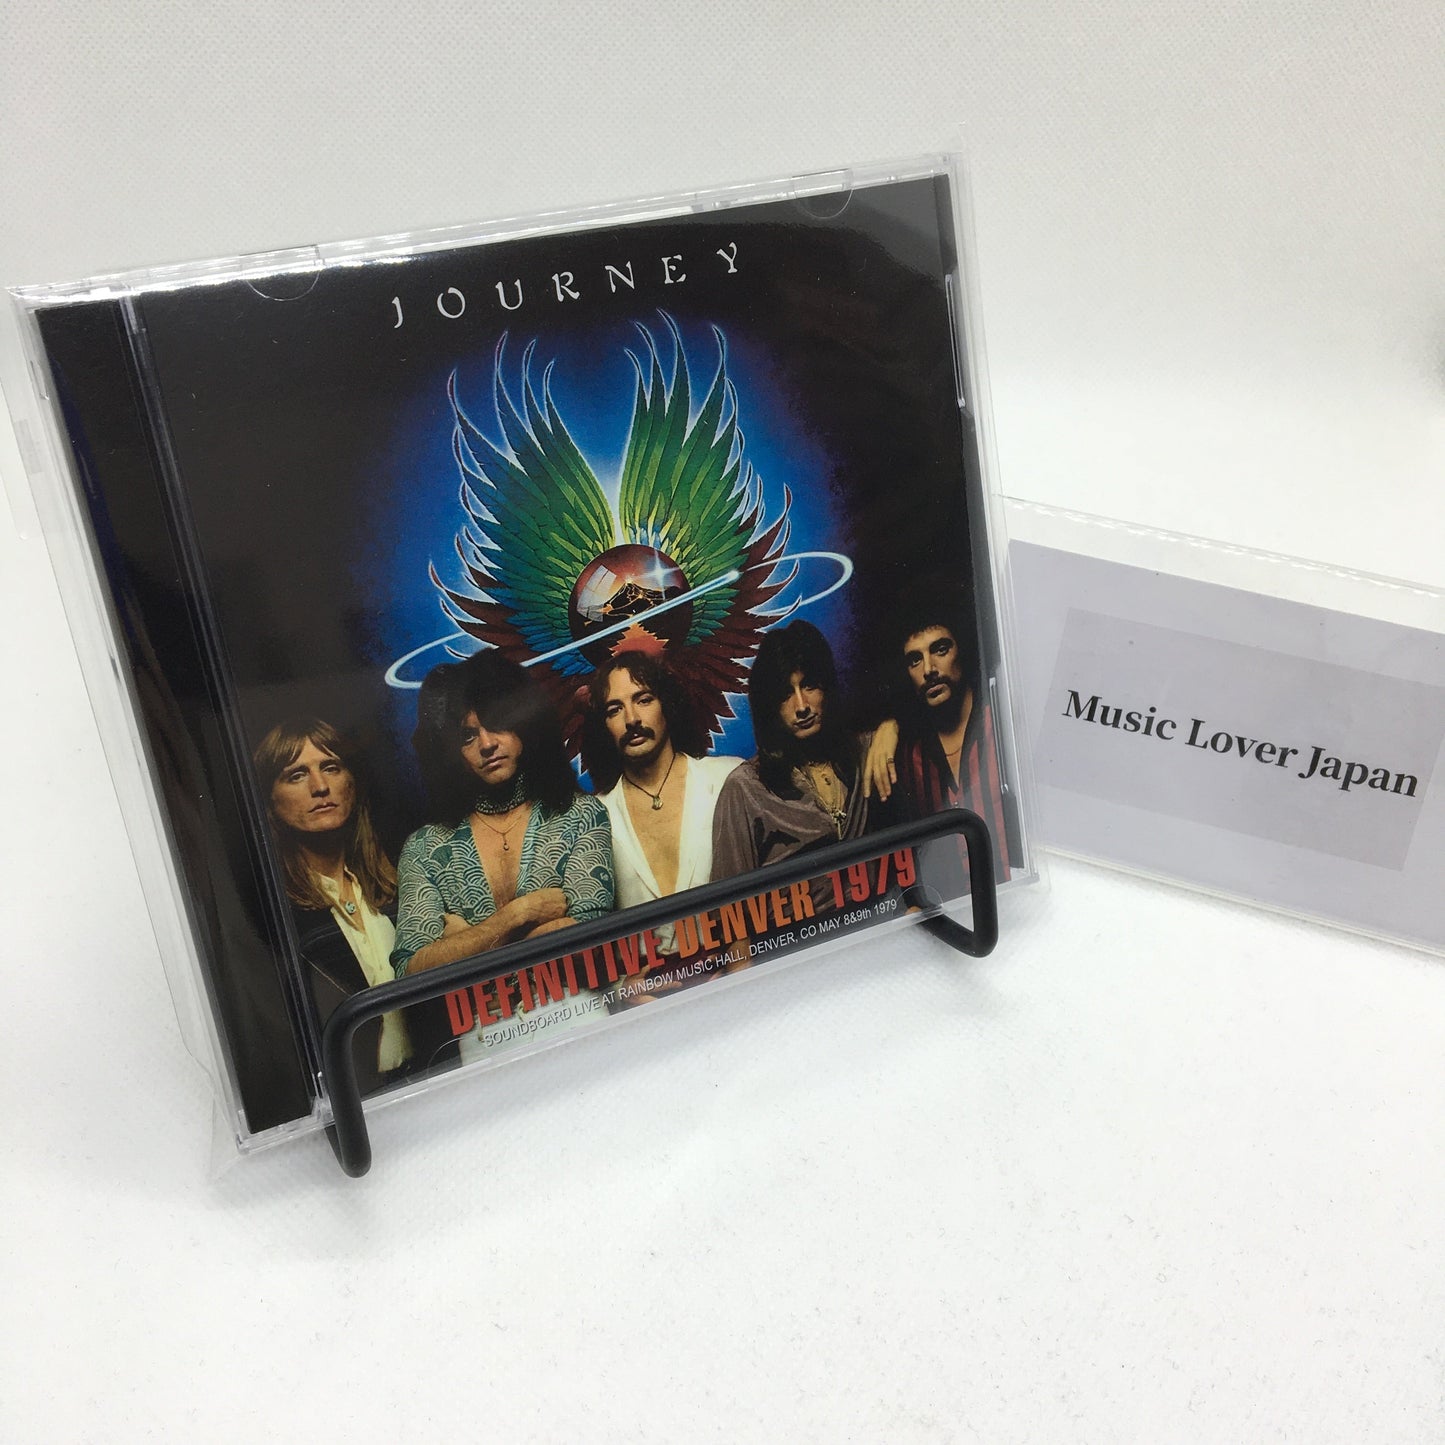 JOURNEY
DEFINITIVE DENVER 1979
SOUNDBOARD LIVE AT RAINBOW MUSIC HALL, DENVER, CO MAY 8&9th 1979
Music Lover Japan